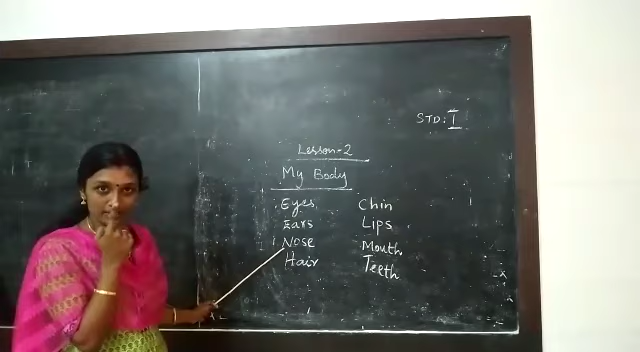 STD: I
Lesson-2
My Body
Eyes Chin
Ears Lips
Nose Mouth
Hair Teeth